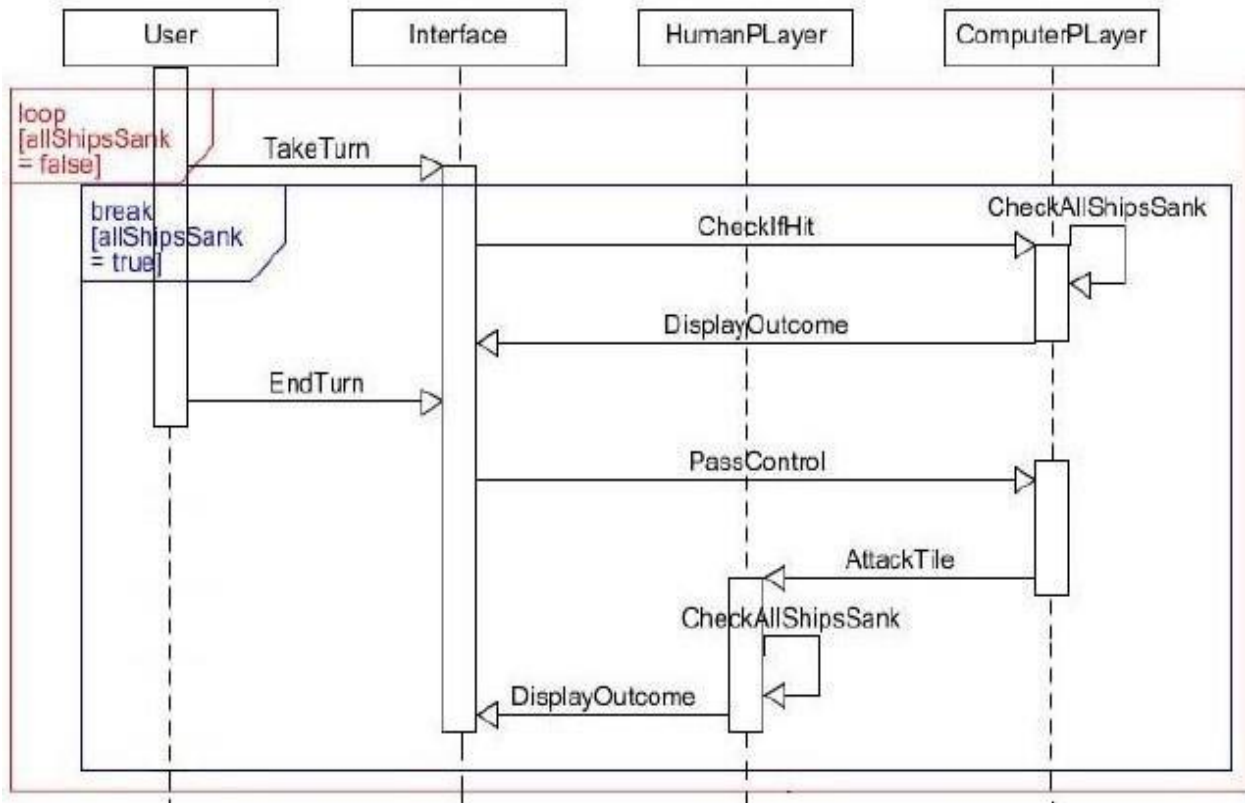 User
Interface
HumanPLayer
ComputerPLayer
loop
[allShipsSank
= false]
TakeTurn
break
[allShipsSank
= true]
CheckAllShipsSank
CheckIfHit
DisplayOutcome
EndTurn
PassControl
AttackTile
CheckAllShipsSank
DisplayOutcome